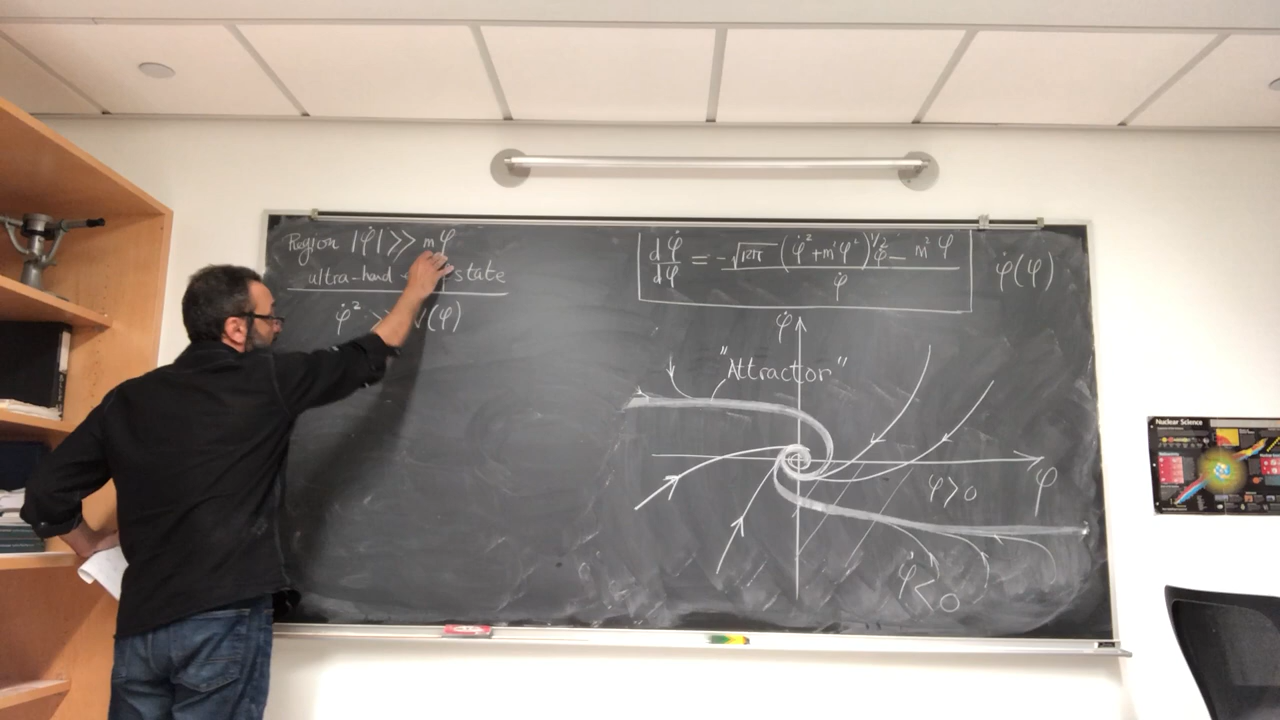 Region |φ̇| >> mφ
ultra-hard state
φ̇² >> V(φ)
dφ̇/dφ = - √12π (φ̇² + m²φ²)^1/2 φ̇ - m²φ / φ̇
φ̇(φ)
φ̇
"Attractor"
φ>0
φ
φ̇<0
Nuclear Science